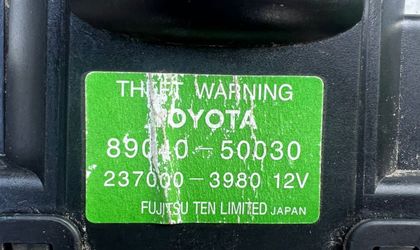 THEFT WARNING
TOYOTA
89040-50030
237000-3980 12V
FUJITSU TEN LIMITED JAPAN